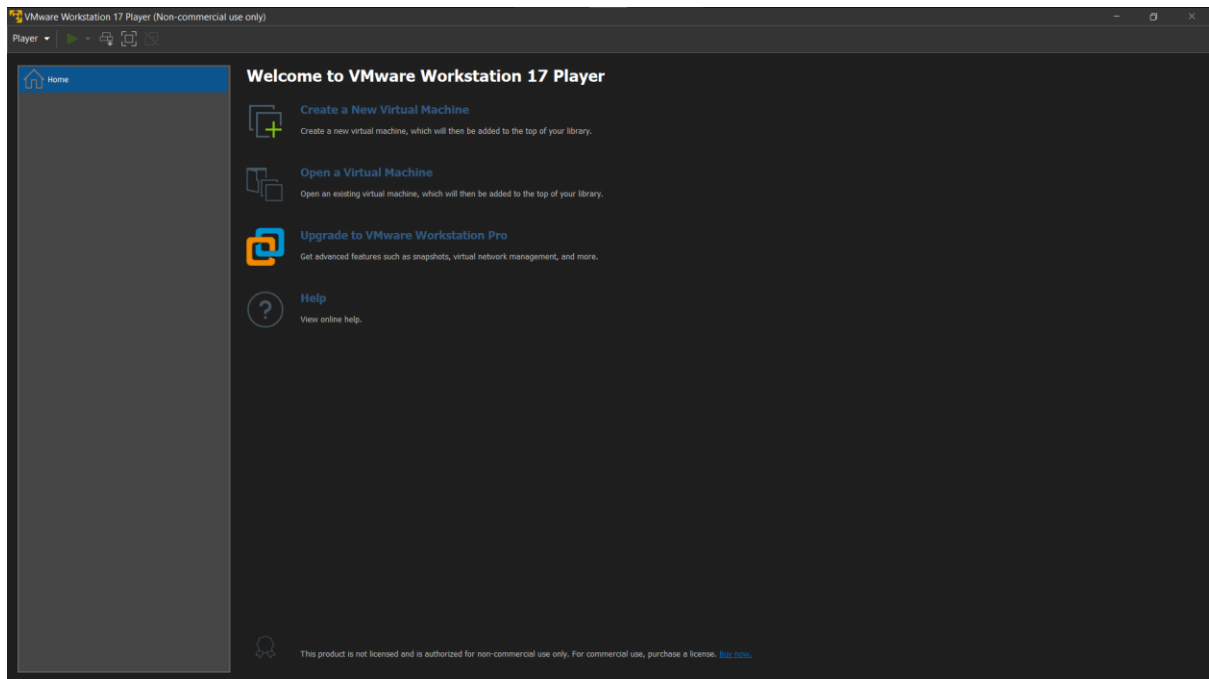 VMware Workstation 17 Player (Non-commercial use only)
Player
Home
Welcome to VMware Workstation 17 Player
Create a New Virtual Machine
Create a new virtual machine, which will then be added to the top of your library.
Open a Virtual Machine
Open an existing virtual machine, which will then be added to the top of your library.
Upgrade to VMware Workstation Pro
Get advanced features such as snapshots, virtual network management, and more.
Help
View online help.
This product is not licensed and is authorized for non-commercial use only. For commercial use, purchase a license. Buy now.